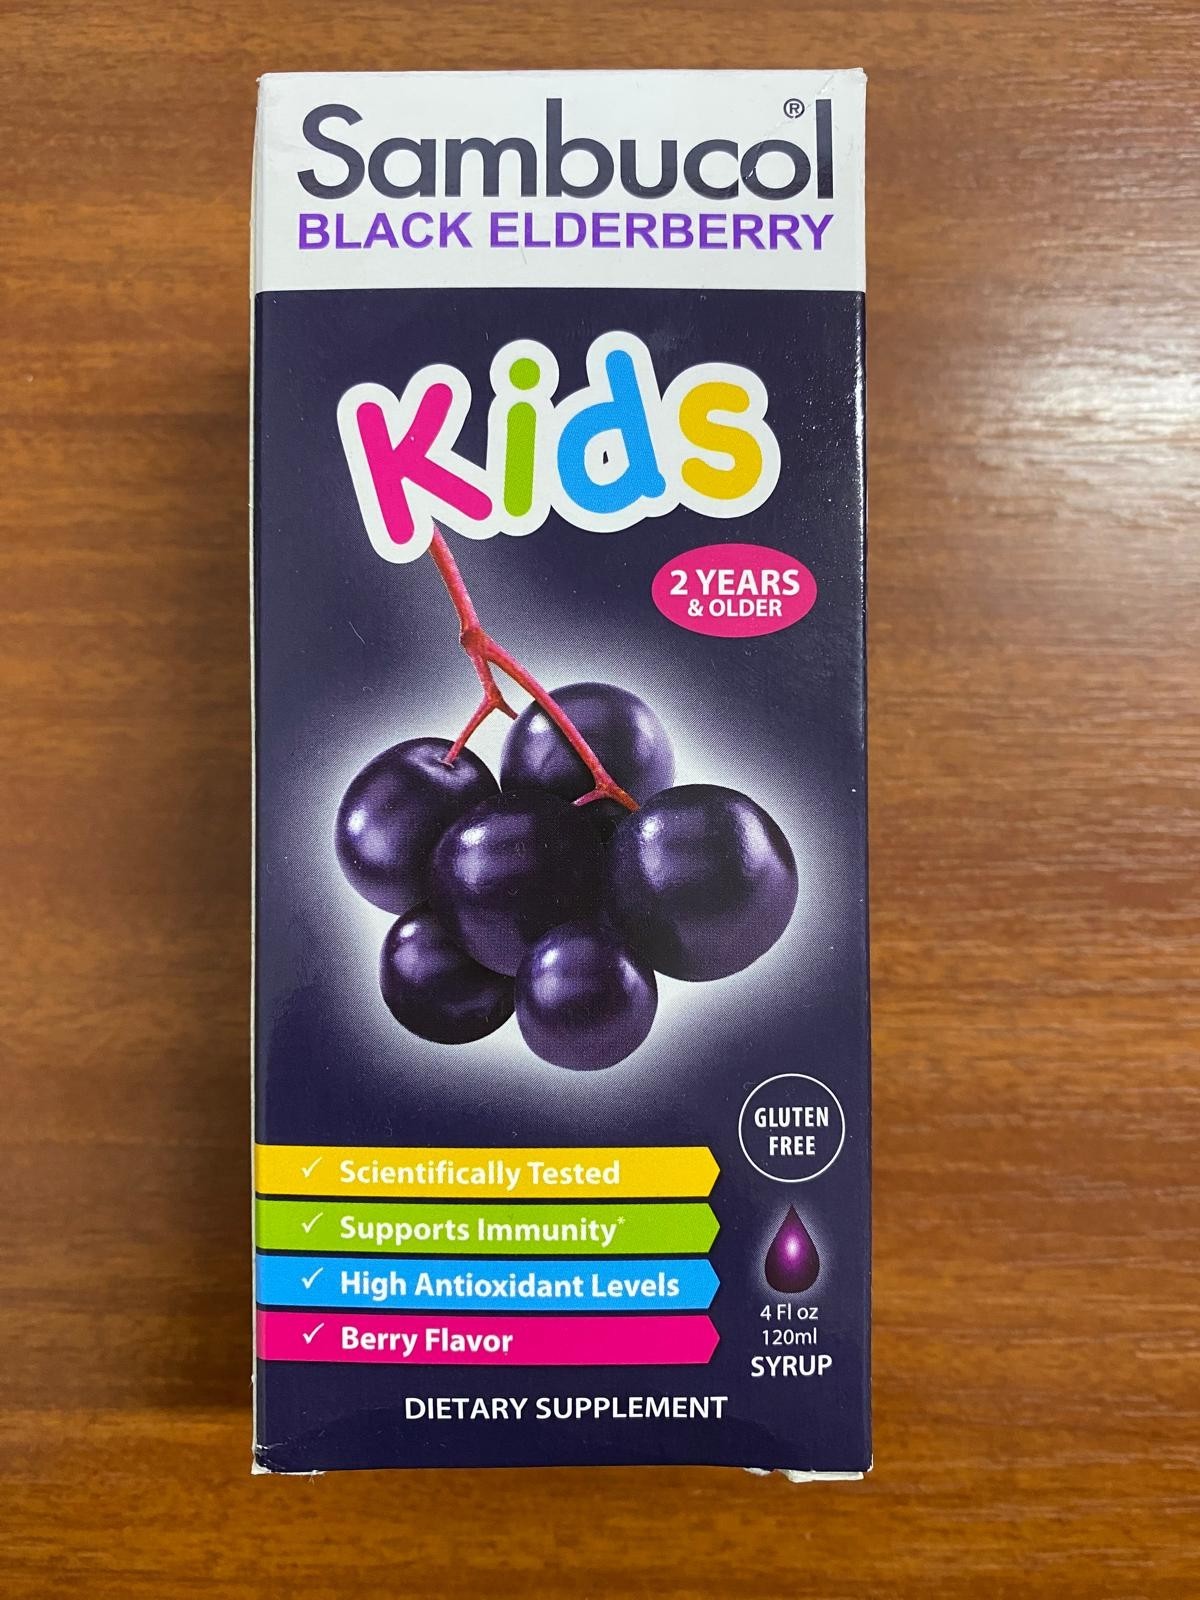 Sambucol®
BLACK ELDERBERRY
Kids
2 YEARS
& OLDER
GLUTEN
FREE
✓ Scientifically Tested
✓ Supports Immunity*
✓ High Antioxidant Levels
✓ Berry Flavor
4 Fl oz
120ml
SYRUP
DIETARY SUPPLEMENT